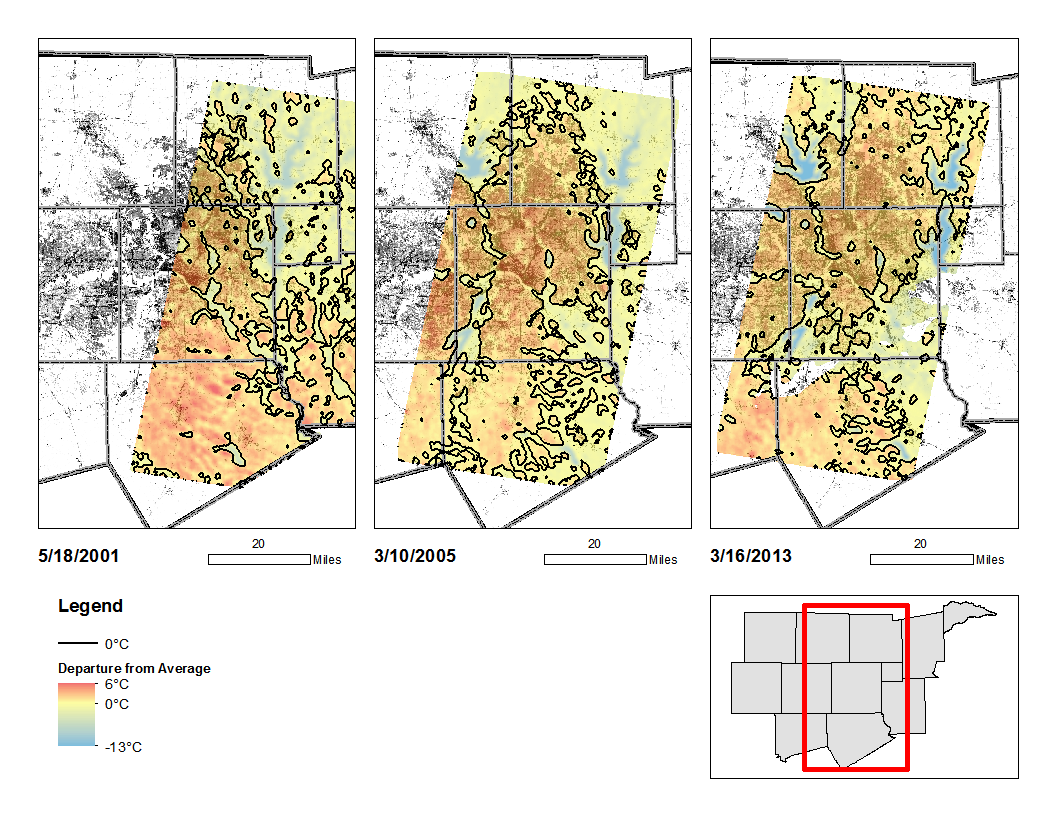 20
5/18/2001
Miles
20
3/10/2005
Miles
20
3/16/2013
Miles
Legend
0°C
Departure from Average
6°C
0°C
-13°C